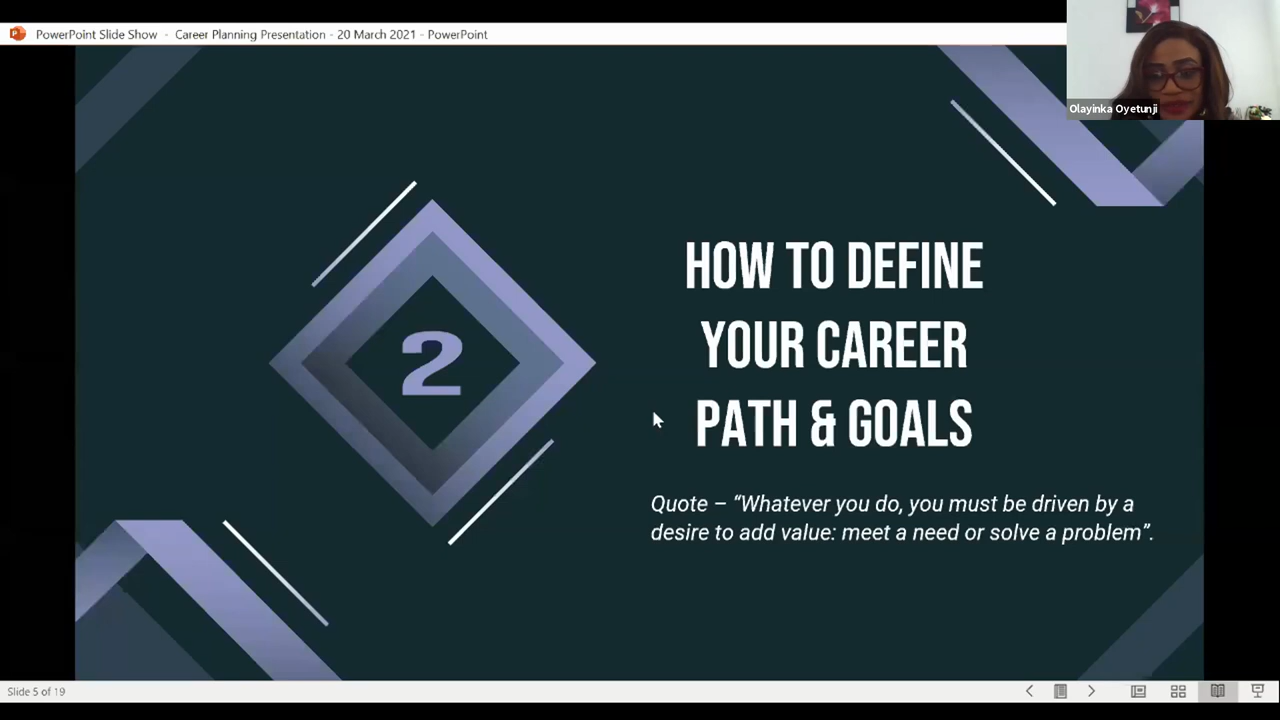 PowerPoint Slide Show - Career Planning Presentation - 20 March 2021 - PowerPoint
Olayinka Oyetunji
2
HOW TO DEFINE
YOUR CAREER
PATH & GOALS
Quote – “Whatever you do, you must be driven by a
desire to add value: meet a need or solve a problem”.
Slide 5 of 19